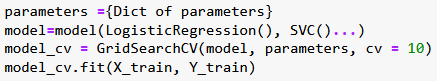 parameters ={Dict of parameters}
model=model(LogisticRegression(), SVC()...)
model_cv = GridSearchCV(model, parameters, cv = 10)
model_cv.fit(X_train, Y_train)